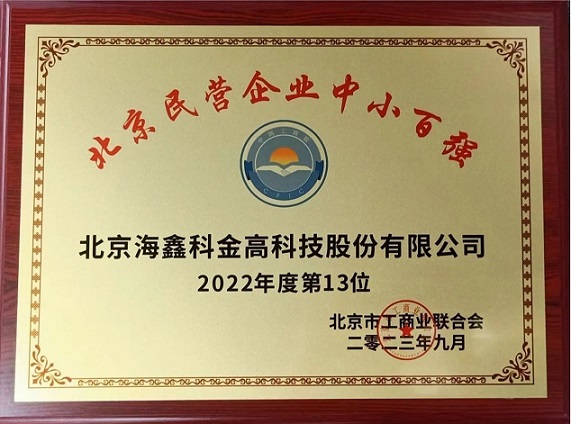 北京民营企业中小百强
CFIC
北京海鑫科金高科技股份有限公司
2022年度第13位
北京市工商业联合会
二零二三年九月